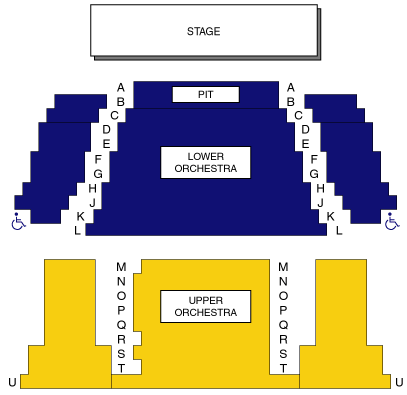 STAGE
A A
PIT
B B
C C
D D
E E
LOWER
ORCHESTRA
F F
G G
H H
J J
K K
L L
M M
N N
O O
UPPER
ORCHESTRA
P P
Q Q
R R
S S
T T
U U